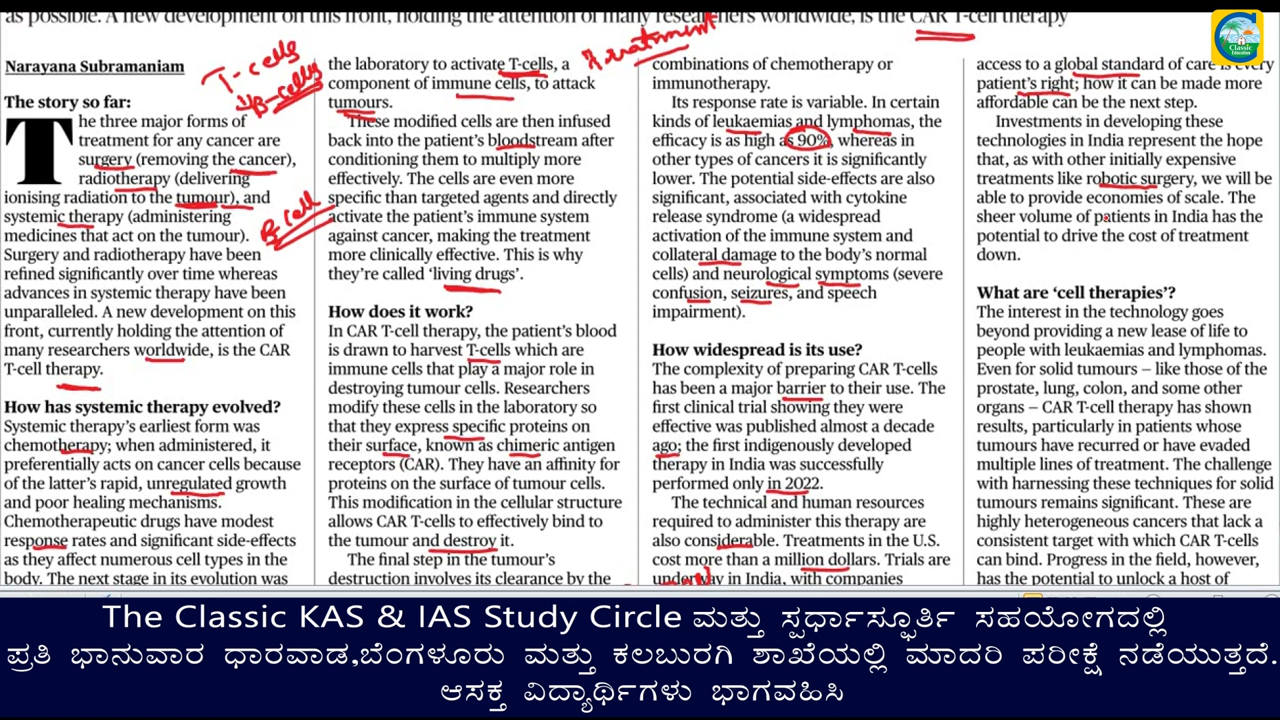 as possible. A new development on this front, holding the attention of many researchers worldwide, is the CAR T-cell therapy
Classic
Education
Narayana Subramaniam
T-cells
B-cells
B cell
Treatment
The story so far:
The three major forms of
treatment for any cancer are
surgery (removing the cancer),
radiotherapy (delivering
ionising radiation to the tumour), and
systemic therapy (administering
medicines that act on the tumour).
Surgery and radiotherapy have been
refined significantly over time whereas
advances in systemic therapy have been
unparalleled. A new development on this
front, currently holding the attention of
many researchers worldwide, is the CAR
T-cell therapy.
How has systemic therapy evolved?
Systemic therapy’s earliest form was
chemotherapy; when administered, it
preferentially acts on cancer cells because
of the latter’s rapid, unregulated growth
and poor healing mechanisms.
Chemotherapeutic drugs have modest
response rates and significant side-effects
as they affect numerous cell types in the
body. The next stage in its evolution was
the laboratory to activate T-cells, a
component of immune cells, to attack
tumours.
These modified cells are then infused
back into the patient’s bloodstream after
conditioning them to multiply more
effectively. The cells are even more
specific than targeted agents and directly
activate the patient’s immune system
against cancer, making the treatment
more clinically effective. This is why
they’re called ‘living drugs’.
How does it work?
In CAR T-cell therapy, the patient’s blood
is drawn to harvest T-cells which are
immune cells that play a major role in
destroying tumour cells. Researchers
modify these cells in the laboratory so
that they express specific proteins on
their surface, known as chimeric antigen
receptors (CAR). They have an affinity for
proteins on the surface of tumour cells.
This modification in the cellular structure
allows CAR T-cells to effectively bind to
the tumour and destroy it.
The final step in the tumour’s
destruction involves its clearance by the
combinations of chemotherapy or
immunotherapy.
Its response rate is variable. In certain
kinds of leukaemias and lymphomas, the
efficacy is as high as 90%, whereas in
other types of cancers it is significantly
lower. The potential side-effects are also
significant, associated with cytokine
release syndrome (a widespread
activation of the immune system and
collateral damage to the body’s normal
cells) and neurological symptoms (severe
confusion, seizures, and speech
impairment).
How widespread is its use?
The complexity of preparing CAR T-cells
has been a major barrier to their use. The
first clinical trial showing they were
effective was published almost a decade
ago; the first indigenously developed
therapy in India was successfully
performed only in 2022.
The technical and human resources
required to administer this therapy are
also considerable. Treatments in the U.S.
cost more than a million dollars. Trials are
underway in India, with companies
access to a global standard of care is every
patient’s right; how it can be made more
affordable can be the next step.
Investments in developing these
technologies in India represent the hope
that, as with other initially expensive
treatments like robotic surgery, we will be
able to provide economies of scale. The
sheer volume of patients in India has the
potential to drive the cost of treatment
down.
What are ‘cell therapies’?
The interest in the technology goes
beyond providing a new lease of life to
people with leukaemias and lymphomas.
Even for solid tumours – like those of the
prostate, lung, colon, and some other
organs – CAR T-cell therapy has shown
results, particularly in patients whose
tumours have recurred or have evaded
multiple lines of treatment. The challenge
with harnessing these techniques for solid
tumours remains significant. These are
highly heterogeneous cancers that lack a
consistent target with which CAR T-cells
can bind. Progress in the field, however,
has the potential to unlock a host of
The Classic KAS & IAS Study Circle ಮತ್ತು ಸ್ಪರ್ಧಾಸ್ಫೂರ್ತಿ ಸಹಯೋಗದಲ್ಲಿ
ಪ್ರತಿ ಭಾನುವಾರ ಧಾರವಾಡ,ಬೆಂಗಳೂರು ಮತ್ತು ಕಲಬುರಗಿ ಶಾಖೆಯಲ್ಲಿ ಮಾದರಿ ಪರೀಕ್ಷೆ ನಡೆಯುತ್ತದೆ.
ಆಸಕ್ತ ವಿದ್ಯಾರ್ಥಿಗಳು ಭಾಗವಹಿಸಿ